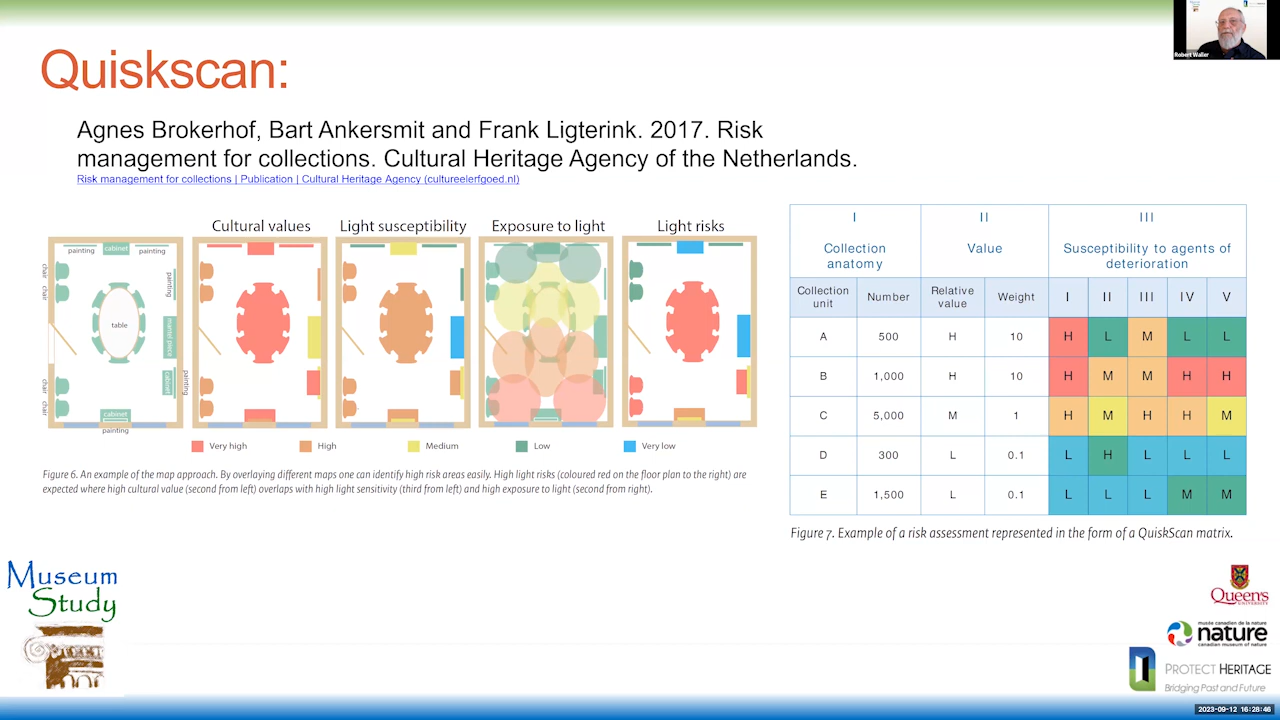 Quiskscan:
Agnes Brokerhof, Bart Ankersmit and Frank Ligterink. 2017. Risk
management for collections. Cultural Heritage Agency of the Netherlands.
Risk management for collections | Publication | Cultural Heritage Agency (cultureelerfgoed.nl)
Cultural values
Light susceptibility
Exposure to light
Light risks
painting
cabinet
painting
chair
chair
painting
table
mantel piece
cabinet
painting
chair
chair
cabinet
painting
Very high
High
Medium
Low
Very low
Figure 6. An example of the map approach. By overlaying different maps one can identify high risk areas easily. High light risks (coloured red on the floor plan to the right) are
expected where high cultural value (second from left) overlaps with high light sensitivity (third from left) and high exposure to light (second from right).
I II III
Collection anatomy Value Susceptibility to agents of deterioration
Collection unit Number Relative value Weight I II III IV V
A 500 H 10 H L M L L
B 1,000 H 10 H M M H H
C 5,000 M 1 H M H H M
D 300 L 0.1 L H L L L
E 1,500 L 0.1 L L L M M
Figure 7. Example of a risk assessment represented in the form of a QuiskScan matrix.
Robert Waller
Museum
Study
Queen's
UNIVERSITY
musée canadien de la nature
nature
canadian museum of nature
PROTECT HERITAGE
Bridging Past and Future
2023-09-12 16:28:46